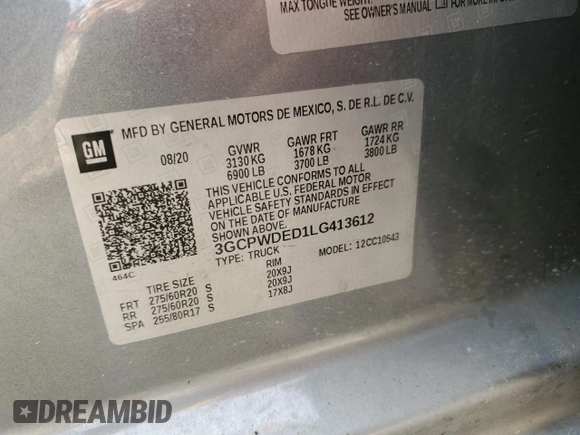 MAX TONGUE WEIGHT:
SEE OWNER'S MANUAL FOR MORE
GM
MFD BY GENERAL MOTORS DE MEXICO, S. DE R.L. DE C.V.
08/20 GVWR GAWR FRT GAWR RR
3130 KG 1678 KG 1724 KG
6900 LB 3700 LB 3800 LB
THIS VEHICLE CONFORMS TO ALL
APPLICABLE U.S. FEDERAL MOTOR
VEHICLE SAFETY STANDARDS IN EFFECT
ON THE DATE OF MANUFACTURE
SHOWN ABOVE.
3GCPWDED1LG413612
TYPE: TRUCK 12CC10543
464C
TIRE SIZE RIM
FRT 275/60R20 S 20X9J
RR 275/60R20 S 20X9J
SPA 255/80R17 S 17X8J
DREAMBID